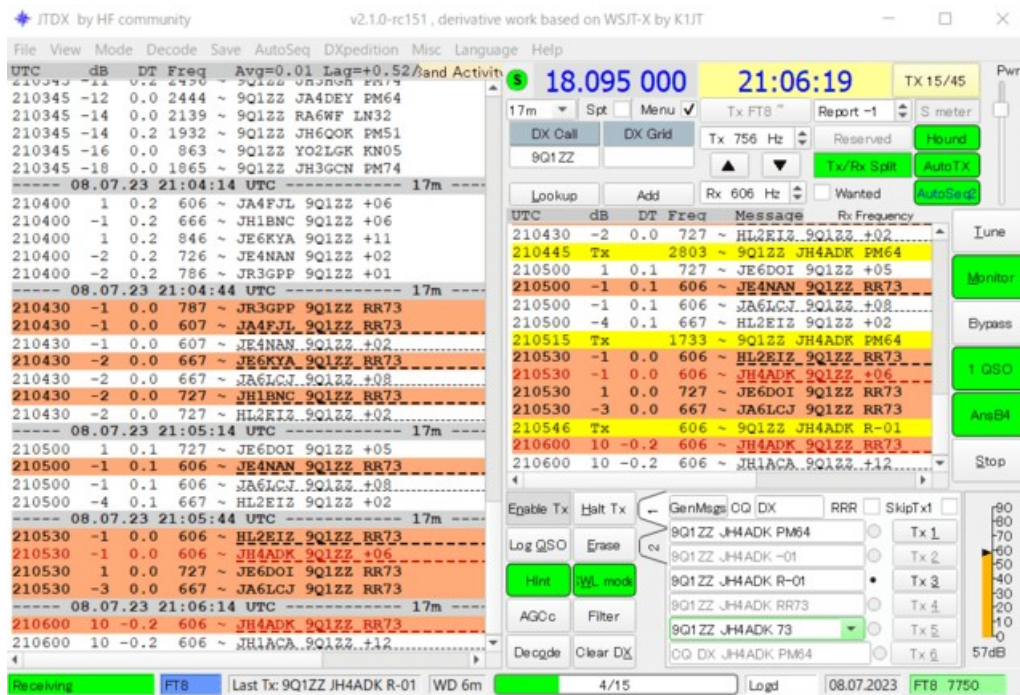 JTDX by HF community v2.1.0-rc151 , derivative work based on WSJT-X by K1JT
File View Mode Decode Save AutoSeq DXpedition Misc Language Help
UTC dB DT Freq Avg=0.01 Lag=+0.52/Band Activity
210345 -11 0.2 2496 ~ 9Q1ZZ JH3HGH PM74
210345 -12 0.0 2444 ~ 9Q1ZZ JA4DEY PM64
210345 -14 0.0 2139 ~ 9Q1ZZ RA6WF LN32
210345 -14 0.2 1932 ~ 9Q1ZZ JH6QOK PM51
210345 -16 0.0 863 ~ 9Q1ZZ YO2LGK KN05
210345 -18 0.0 1865 ~ 9Q1ZZ JH3GCN PM74
----- 08.07.23 21:04:14 UTC ------------ 17m -----
210400 1 0.2 606 ~ JA4FJL 9Q1ZZ +06
210400 -1 0.2 666 ~ JH1BNC 9Q1ZZ +06
210400 1 0.2 846 ~ JE6KYA 9Q1ZZ +11
210400 -2 0.2 726 ~ JE4NAN 9Q1ZZ +02
210400 -2 0.2 786 ~ JR3GPP 9Q1ZZ +01
----- 08.07.23 21:04:44 UTC ------------ 17m -----
210430 -1 0.0 787 ~ JR3GPP 9Q1ZZ RR73
210430 -1 0.0 607 ~ JA4FJL 9Q1ZZ RR73
210430 -1 0.0 607 ~ JE4NAN 9Q1ZZ +02
210430 -2 0.0 667 ~ JE6KYA 9Q1ZZ RR73
210430 -2 0.0 667 ~ JA6LCJ 9Q1ZZ +08
210430 -2 0.0 727 ~ JH1BNC 9Q1ZZ RR73
210430 -2 0.0 727 ~ HL2EIZ 9Q1ZZ +02
----- 08.07.23 21:05:14 UTC ------------ 17m -----
210500 1 0.1 727 ~ JE6DOI 9Q1ZZ +05
210500 -1 0.1 606 ~ JE4NAN 9Q1ZZ RR73
210500 -1 0.1 606 ~ JA6LCJ 9Q1ZZ +08
210500 -4 0.1 667 ~ HL2EIZ 9Q1ZZ +02
----- 08.07.23 21:05:44 UTC ------------ 17m -----
210530 -1 0.0 606 ~ HL2EIZ 9Q1ZZ RR73
210530 -1 0.0 606 ~ JH4ADK 9Q1ZZ +06
210530 1 0.0 727 ~ JE6DOI 9Q1ZZ RR73
210530 -3 0.0 667 ~ JA6LCJ 9Q1ZZ RR73
----- 08.07.23 21:06:14 UTC ------------ 17m -----
210600 10 -0.2 606 ~ JH4ADK 9Q1ZZ RR73
210600 10 -0.2 606 ~ JH1ACA 9Q1ZZ +12
S 18.095 000 21:06:19 TX 15/45 Pwr
17m Spt Menu Tx FT8 ~ Report -1 S meter
DX Call DX Grid Tx 756 Hz Reserved Hound
9Q1ZZ Tx/Rx Split AutoTX
Lookup Add Rx 606 Hz Wanted AutoSeq2
UTC dB DT Freq Message Rx Frequency
210430 -2 0.0 727 ~ HL2EIZ 9Q1ZZ +02
210445 Tx 2803 ~ 9Q1ZZ JH4ADK PM64
210500 1 0.1 727 ~ JE6DOI 9Q1ZZ +05
210500 -1 0.1 606 ~ JE4NAN 9Q1ZZ RR73
210500 -1 0.1 606 ~ JA6LCJ 9Q1ZZ +08
210500 -4 0.1 667 ~ HL2EIZ 9Q1ZZ +02
210515 Tx 1733 ~ 9Q1ZZ JH4ADK PM64
210530 -1 0.0 606 ~ HL2EIZ 9Q1ZZ RR73
210530 -1 0.0 606 ~ JH4ADK 9Q1ZZ +06
210530 1 0.0 727 ~ JE6DOI 9Q1ZZ RR73
210530 -3 0.0 667 ~ JA6LCJ 9Q1ZZ RR73
210546 Tx 606 ~ 9Q1ZZ JH4ADK R-01
210600 10 -0.2 606 ~ JH4ADK 9Q1ZZ RR73
210600 10 -0.2 606 ~ JH1ACA 9Q1ZZ +12
Tune
Monitor
Bypass
1 QSO
AnsB4
Stop
Enable Tx Halt Tx 1 GenMsgs CQ DX RRR SkipTx1
Log QSO Erase 2 9Q1ZZ JH4ADK PM64 Tx 1
9Q1ZZ JH4ADK -01 Tx 2
Hint SWL mode 9Q1ZZ JH4ADK R-01 Tx 3
AGCc Filter 9Q1ZZ JH4ADK RR73 Tx 4
9Q1ZZ JH4ADK 73 Tx 5
Decode Clear DX CQ DX JH4ADK PM64 Tx 6
90
80
70
60
50
40
30
20
10
0
57dB
Receiving FT8 Last Tx: 9Q1ZZ JH4ADK R-01 WD 6m 4/15 Logd 08.07.2023 FT8 7750